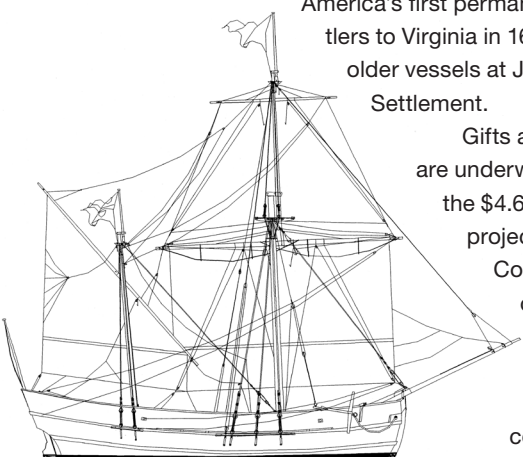 America's first perma
tlers to Virginia in 16
older vessels at J
Settlement.
Gifts a
are underw
the $4.6
projec
Co
c